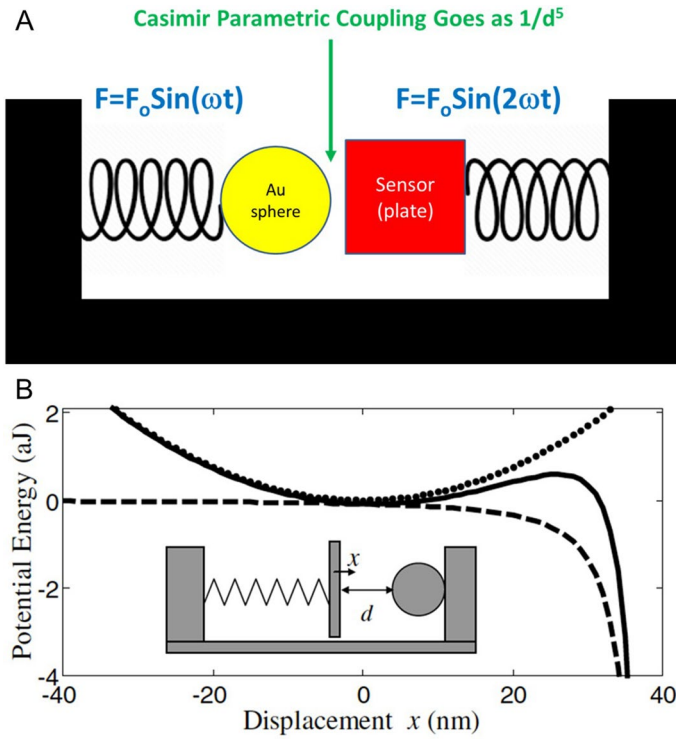 A
Casimir Parametric Coupling Goes as 1/d⁵
F=FₒSin(ωt)
F=FₒSin(2ωt)
Au
sphere
Sensor
(plate)
B
Potential Energy (aJ)
2
0
-2
-4
x
d
-40
-20
0
20
40
Displacement x (nm)